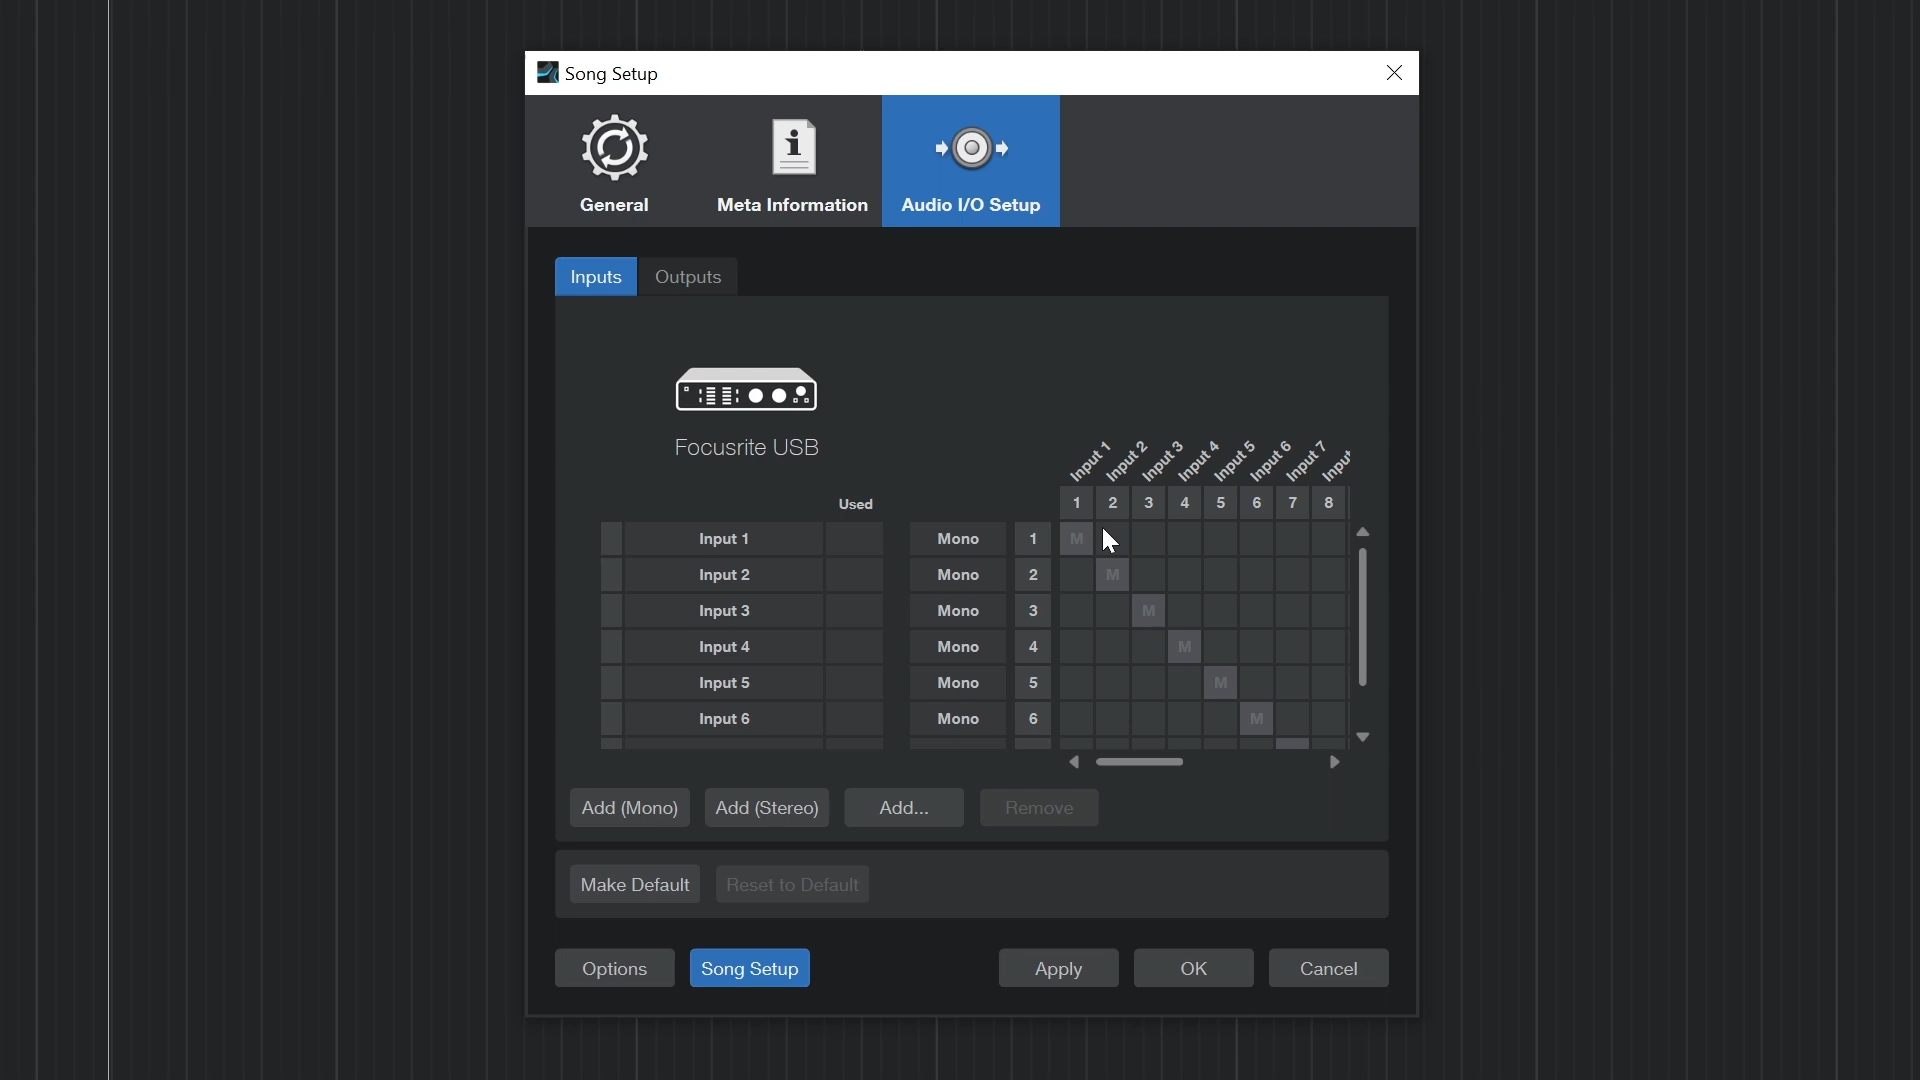 Song Setup
General
Meta Information
Audio I/O Setup
Inputs
Outputs
Focusrite USB
Input 1
Input 2
Input 3
Input 4
Input 5
Input 6
Input 7
Input
Used
1 2 3 4 5 6 7 8
Input 1 Mono 1 M
Input 2 Mono 2 M
Input 3 Mono 3 M
Input 4 Mono 4 M
Input 5 Mono 5 M
Input 6 Mono 6 M
Add (Mono)
Add (Stereo)
Add...
Remove
Make Default
Reset to Default
Options
Song Setup
Apply
OK
Cancel